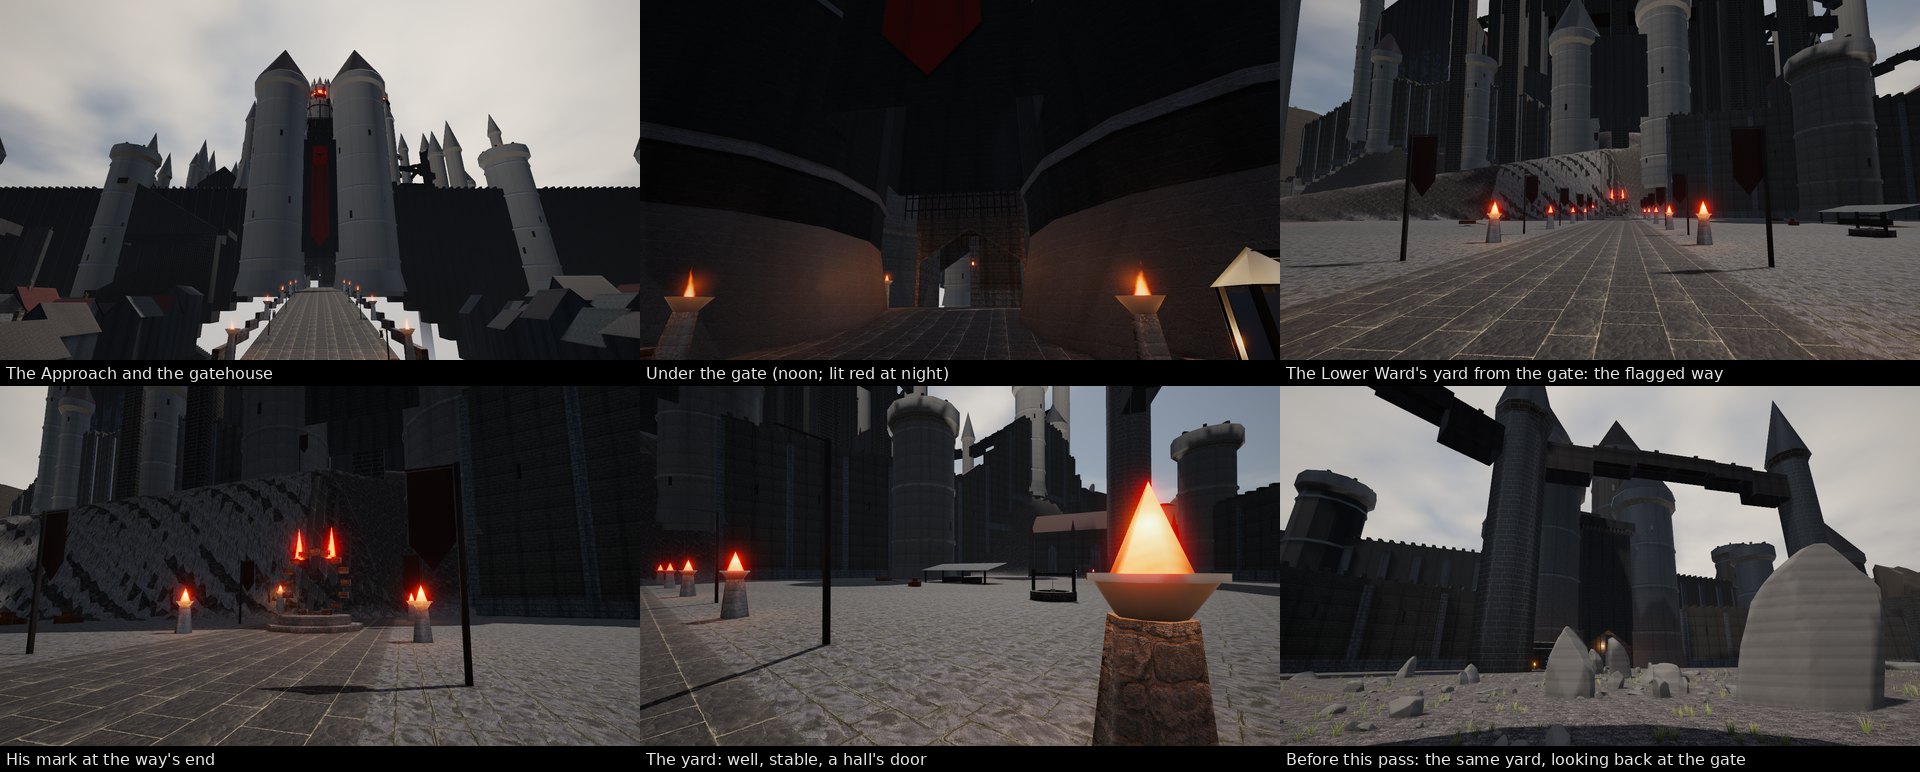 The Approach and the gatehouse
Under the gate (noon; lit red at night)
The Lower Ward's yard from the gate: the flagged way
His mark at the way's end
The yard: well, stable, a hall's door
Before this pass: the same yard, looking back at the gate